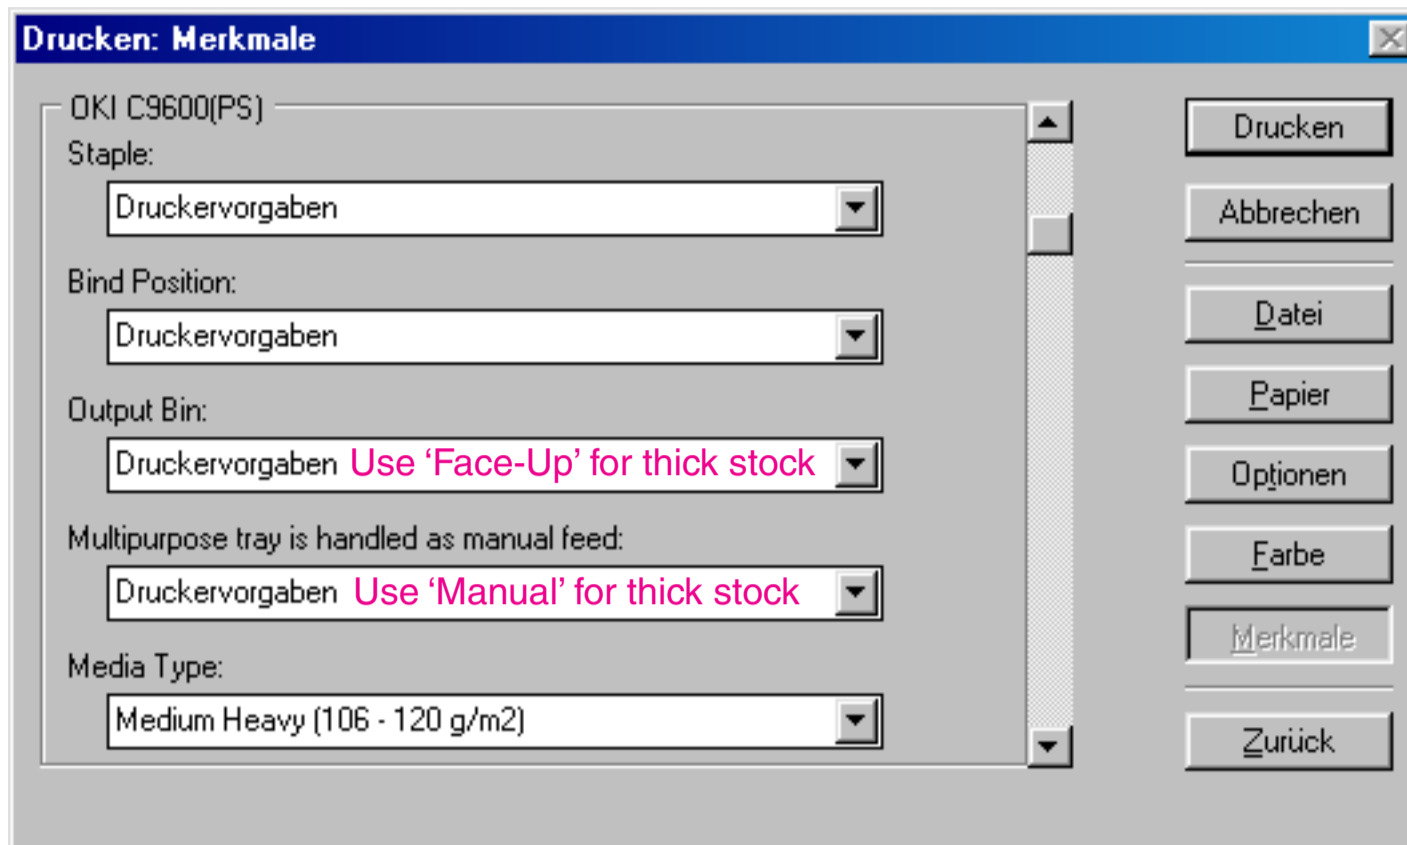 Drucken: Merkmale
OKI C9600(PS)
Staple:
Druckervorgaben
Bind Position:
Druckervorgaben
Output Bin:
Druckervorgaben Use ‘Face-Up’ for thick stock
Multipurpose tray is handled as manual feed:
Druckervorgaben Use ‘Manual’ for thick stock
Media Type:
Medium Heavy (106 - 120 g/m2)
Drucken
Abbrechen
Datei
Papier
Optionen
Farbe
Merkmale
Zurück